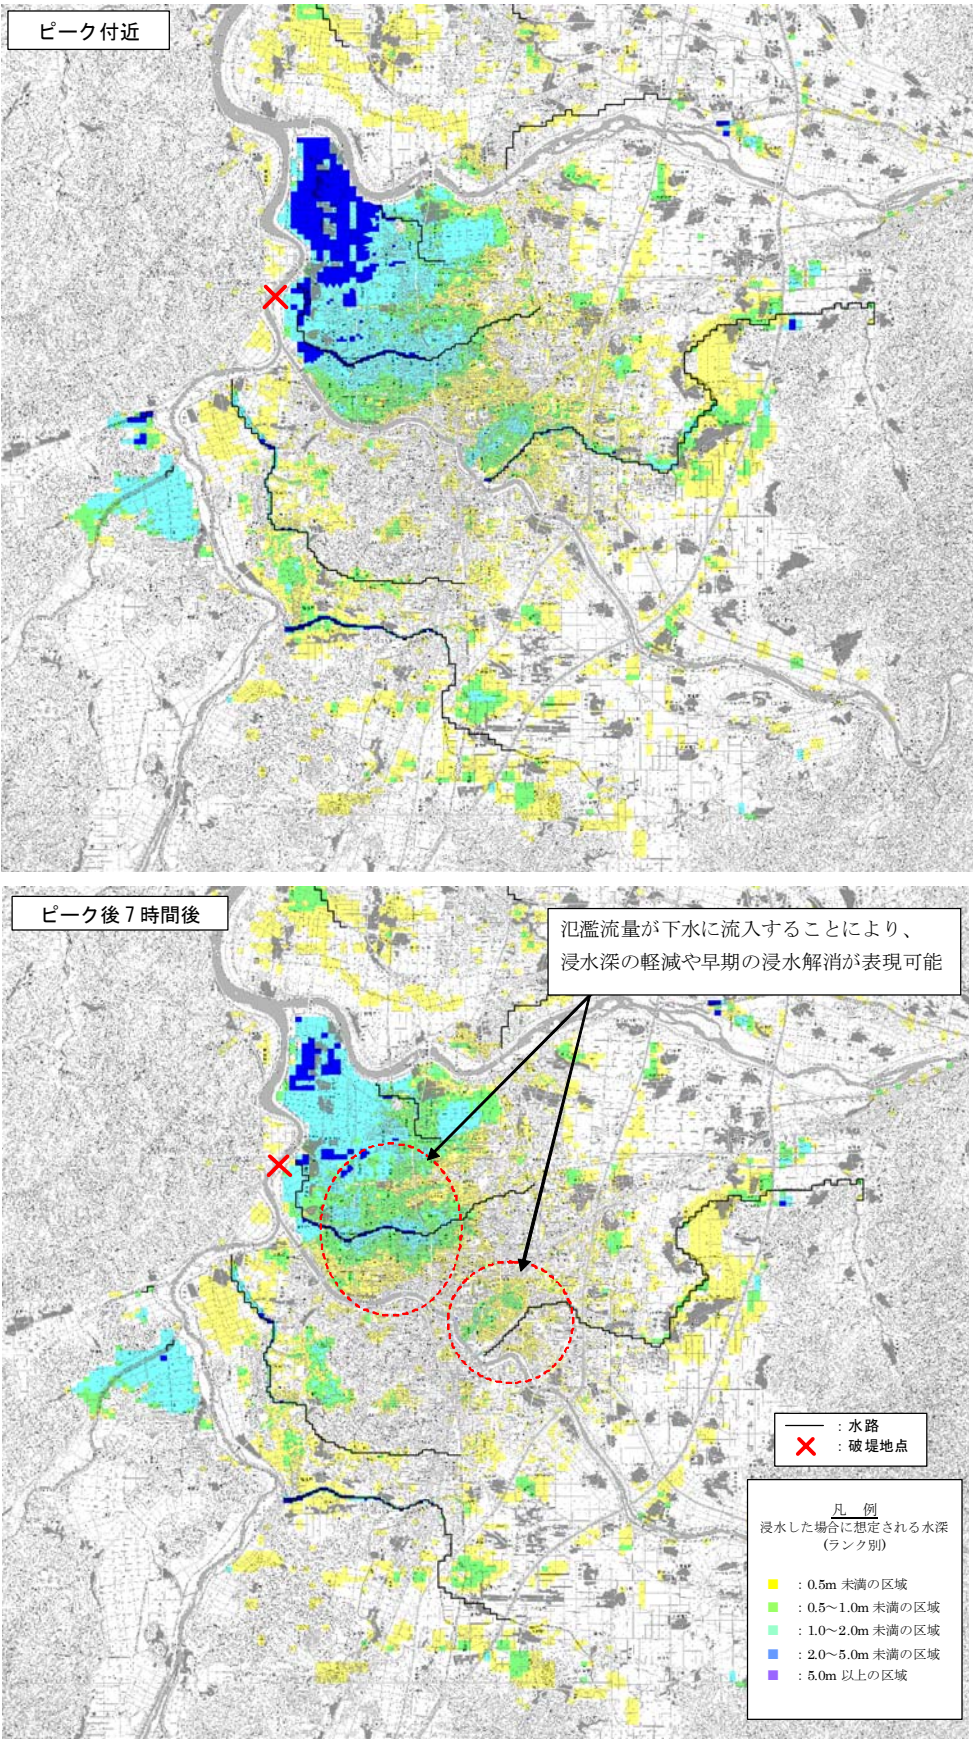 ピーク付近
ピーク後７時間後
氾濫流量が下水に流入することにより、
浸水深の軽減や早期の浸水解消が表現可能
：水路
：破堤地点
凡　例
浸水した場合に想定される水深
(ランク別)
：0.5m 未満の区域
：0.5～1.0m 未満の区域
：1.0～2.0m 未満の区域
：2.0～5.0m 未満の区域
：5.0m 以上の区域